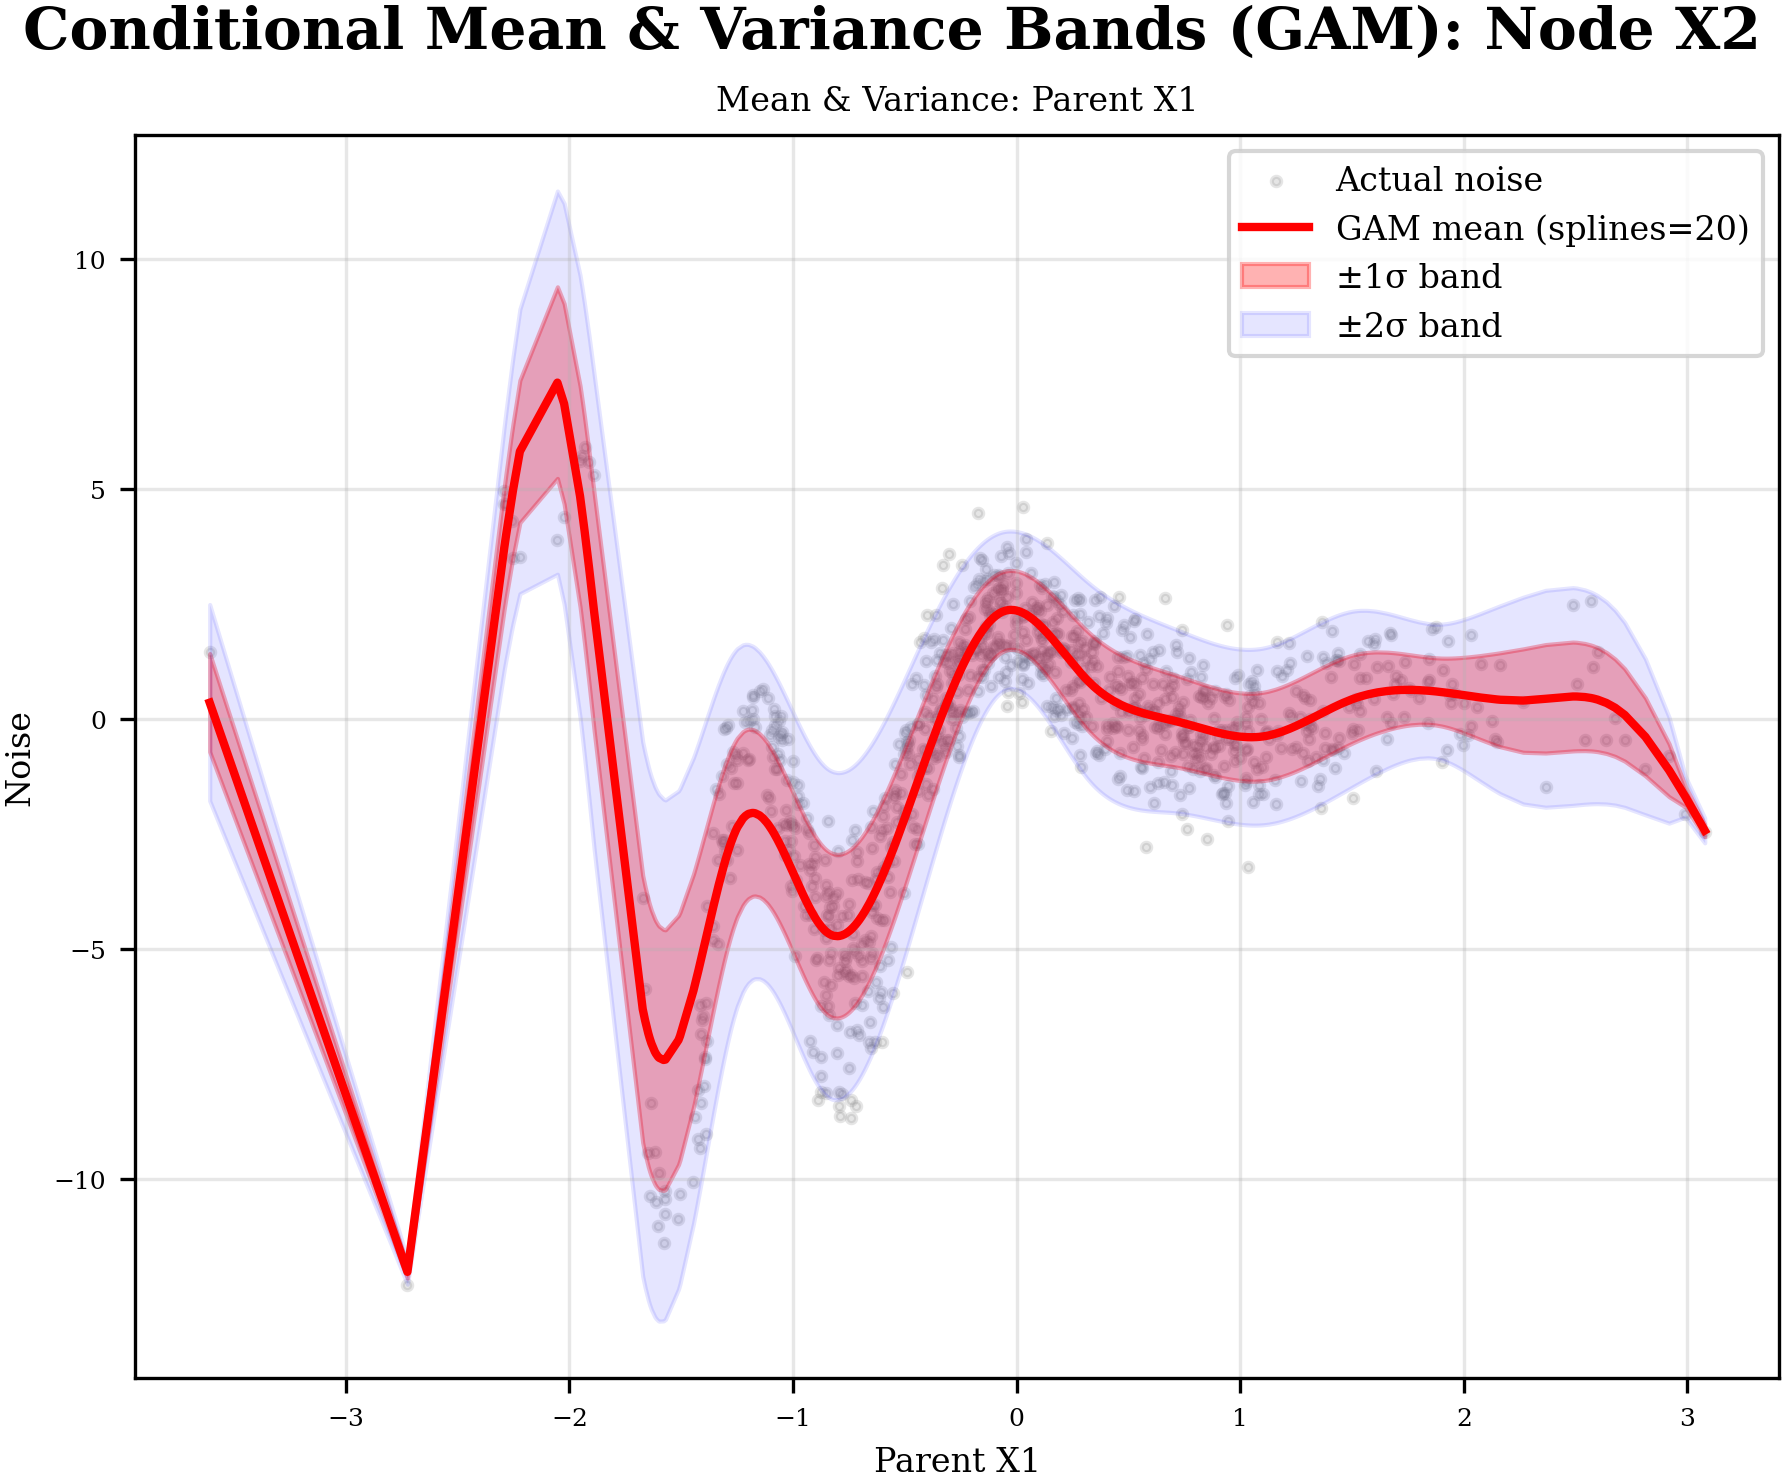 Conditional Mean & Variance Bands (GAM): Node X2
Mean & Variance: Parent X1
Actual noise
GAM mean (splines=20)
±1σ band
±2σ band
10
5
0
−5
−10
Noise
−3
−2
−1
0
1
2
3
Parent X1